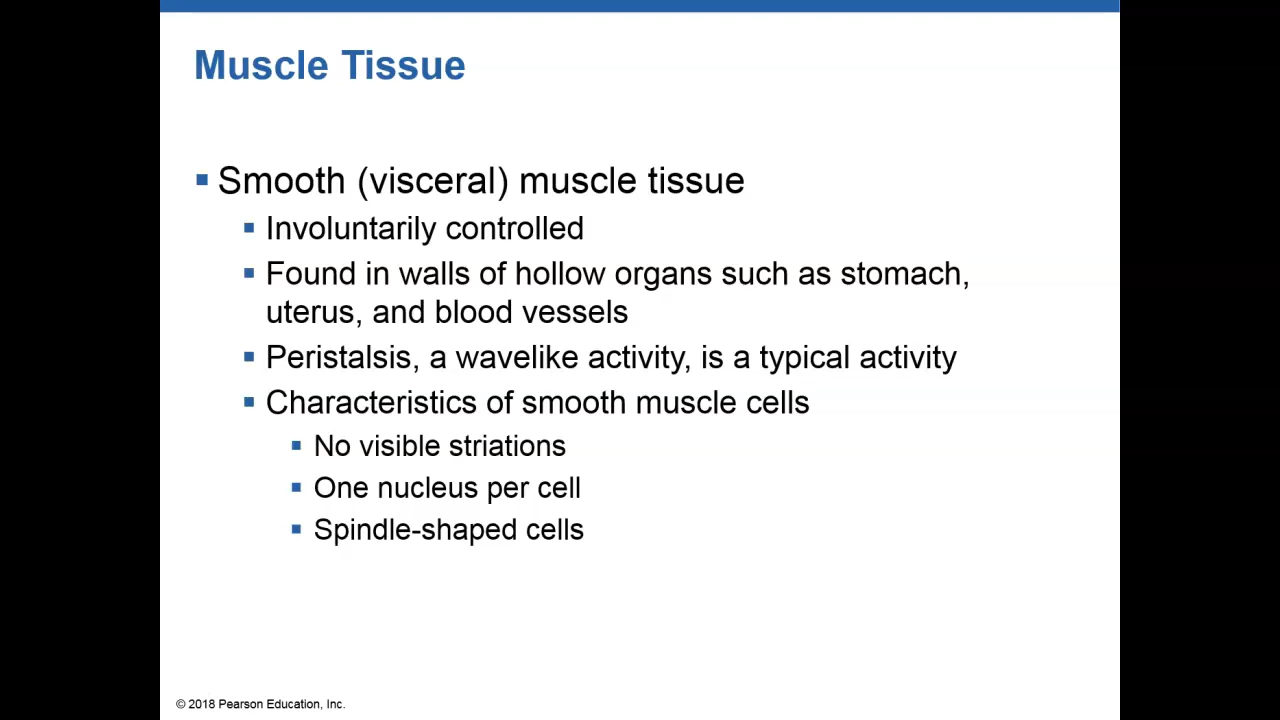 Muscle Tissue
▪ Smooth (visceral) muscle tissue
▪ Involuntarily controlled
▪ Found in walls of hollow organs such as stomach,
uterus, and blood vessels
▪ Peristalsis, a wavelike activity, is a typical activity
▪ Characteristics of smooth muscle cells
▪ No visible striations
▪ One nucleus per cell
▪ Spindle-shaped cells
© 2018 Pearson Education, Inc.